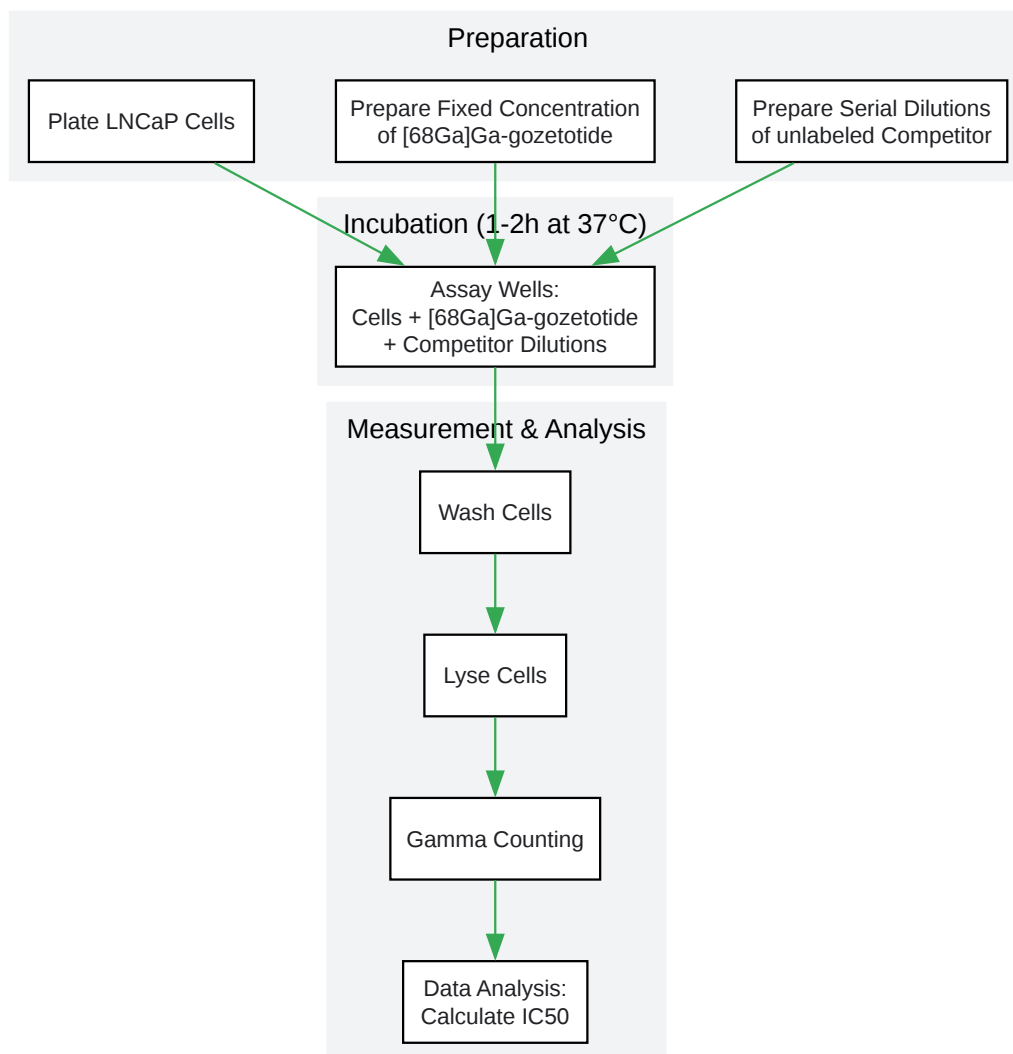 Preparation
Plate LNCaP Cells
Prepare Fixed Concentration
of [68Ga]Ga-gozetotide
Prepare Serial Dilutions
of unlabeled Competitor
Incubation (1-2h at 37°C)
Assay Wells:
Cells + [68Ga]Ga-gozetotide
+ Competitor Dilutions
Measurement & Analysis
Wash Cells
Lyse Cells
Gamma Counting
Data Analysis:
Calculate IC50